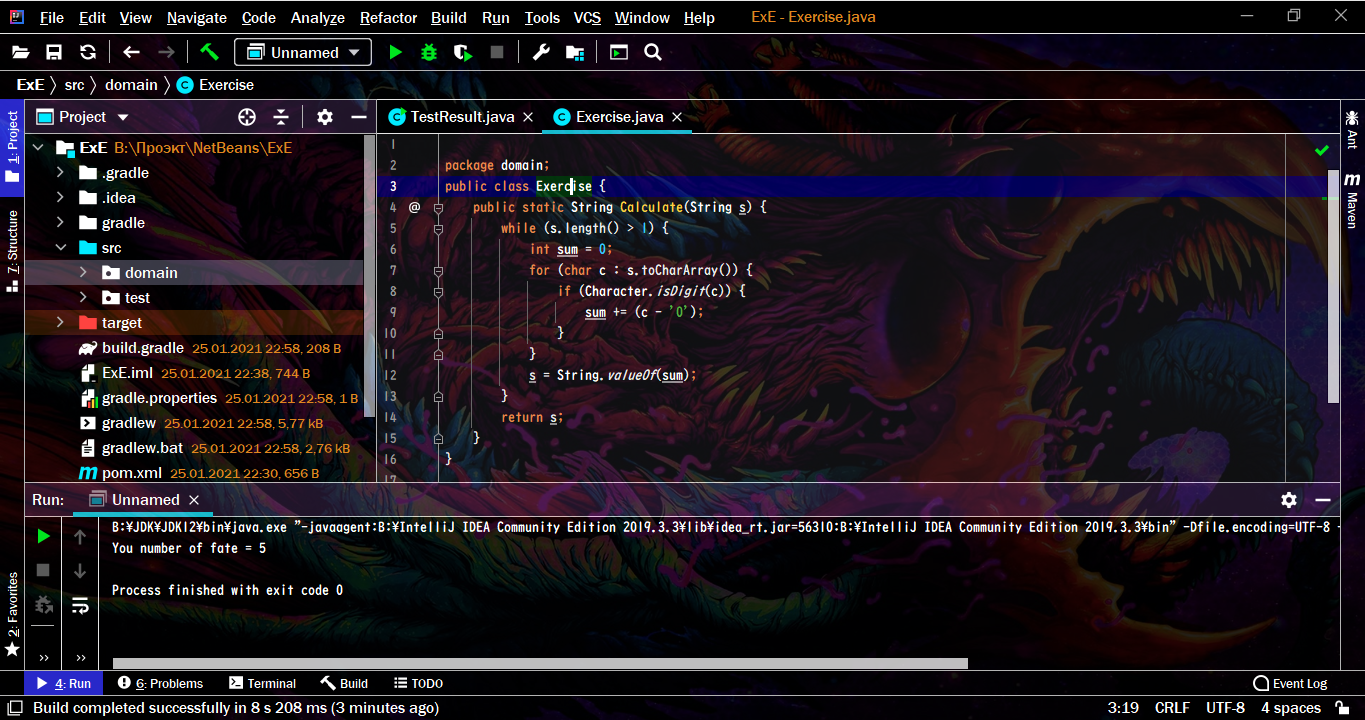 File Edit View Navigate Code Analyze Refactor Build Run Tools VCS Window Help ExE - Exercise.java
Unnamed
ExE src domain Exercise
1: Project
7: Structure
2: Favorites
Project
ExE B:\Проэкт\NetBeans\ExE
.gradle
.idea
gradle
src
domain
test
target
build.gradle 25.01.2021 22:58, 208 B
ExE.iml 25.01.2021 22:38, 744 B
gradle.properties 25.01.2021 22:58, 1 B
gradlew 25.01.2021 22:58, 5,77 kB
gradlew.bat 25.01.2021 22:58, 2,76 kB
pom.xml 25.01.2021 22:30, 656 B
TestResult.java Exercise.java
1
2 package domain;
3 public class Exercise {
4 @ public static String Calculate(String s) {
5 while (s.length() > 1) {
6 int sum = 0;
7 for (char c : s.toCharArray()) {
8 if (Character.isDigit(c)) {
9 sum += (c - '0');
10 }
11 }
12 s = String.valueOf(sum);
13 }
14 return s;
15 }
16 }
17
Ant
Maven
Run: Unnamed
B:¥JDK¥JDK12¥bin¥java.exe "-javaagent:B:¥IntelliJ IDEA Community Edition 2019.3.3¥lib¥idea_rt.jar=56310:B:¥IntelliJ IDEA Community Edition 2019.3.3¥bin" -Dfile.encoding=UTF-8 -
You number of fate = 5
Process finished with exit code 0
4: Run 6: Problems Terminal Build TODO Event Log
Build completed successfully in 8 s 208 ms (3 minutes ago) 3:19 CRLF UTF-8 4 spaces